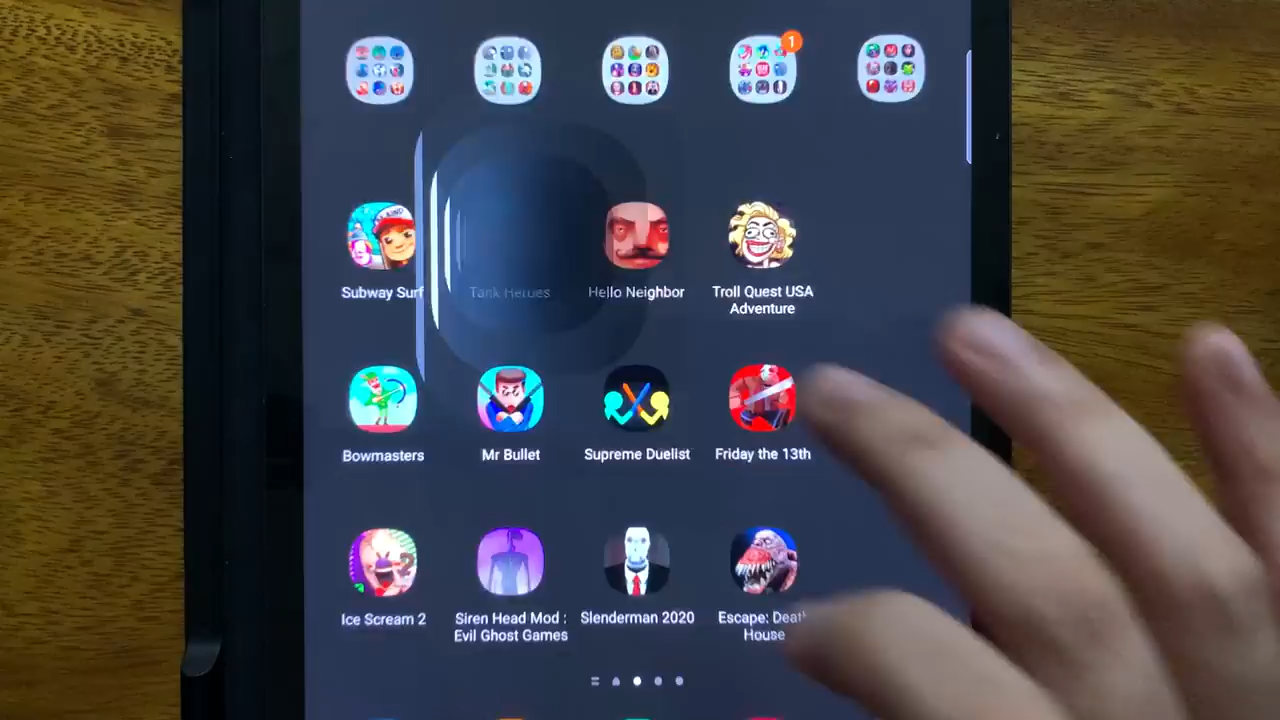 1
Subway Surf
Tank Heroes
Hello Neighbor
Troll Quest USA
Adventure
Bowmasters
Mr Bullet
Supreme Duelist
Friday the 13th
Ice Scream 2
Siren Head Mod :
Evil Ghost Games
Slenderman 2020
Escape: Death
House